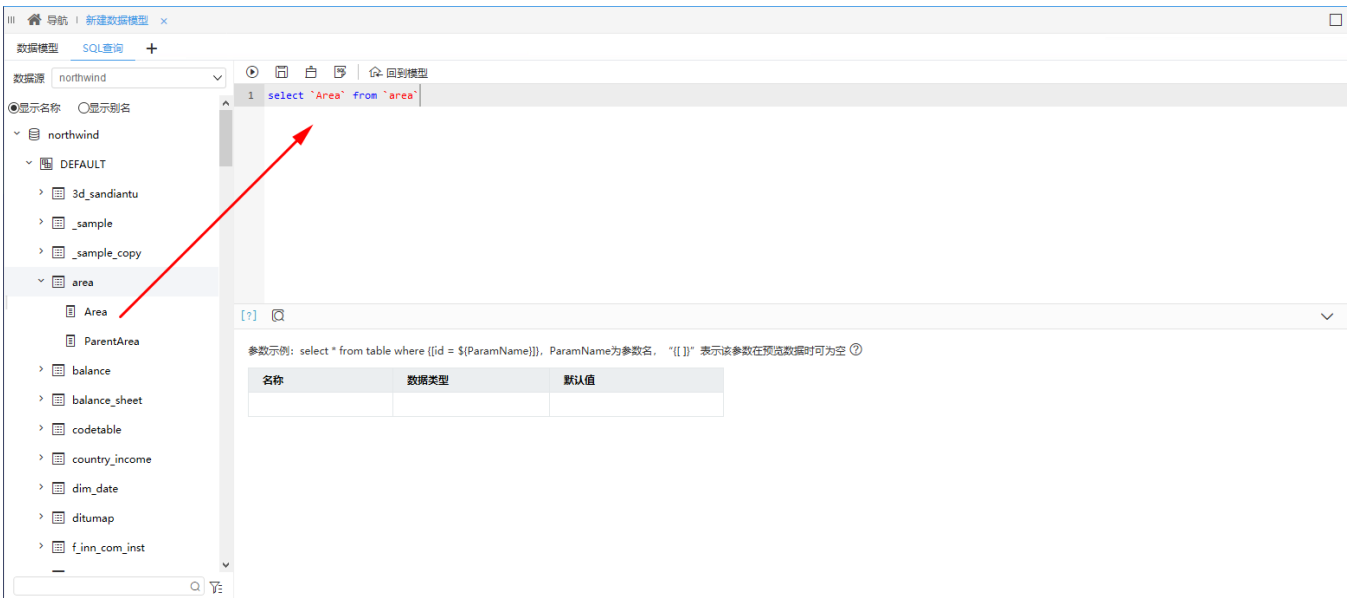 导航 新建数据模型 ×
数据模型 SQL查询 +
数据源 northwind
回到模型
显示名称 显示别名
1 select `Area` from `area`
northwind
DEFAULT
3d_sandiantu
_sample
_sample_copy
area
Area
ParentArea
balance
balance_sheet
codetable
country_income
dim_date
ditumap
f_inn_com_inst
[?]
参数示例：select * from table where {[id = ${ParamName}]}，ParamName为参数名， “{[ ]}” 表示该参数在预览数据时可为空 ?
名称 数据类型 默认值